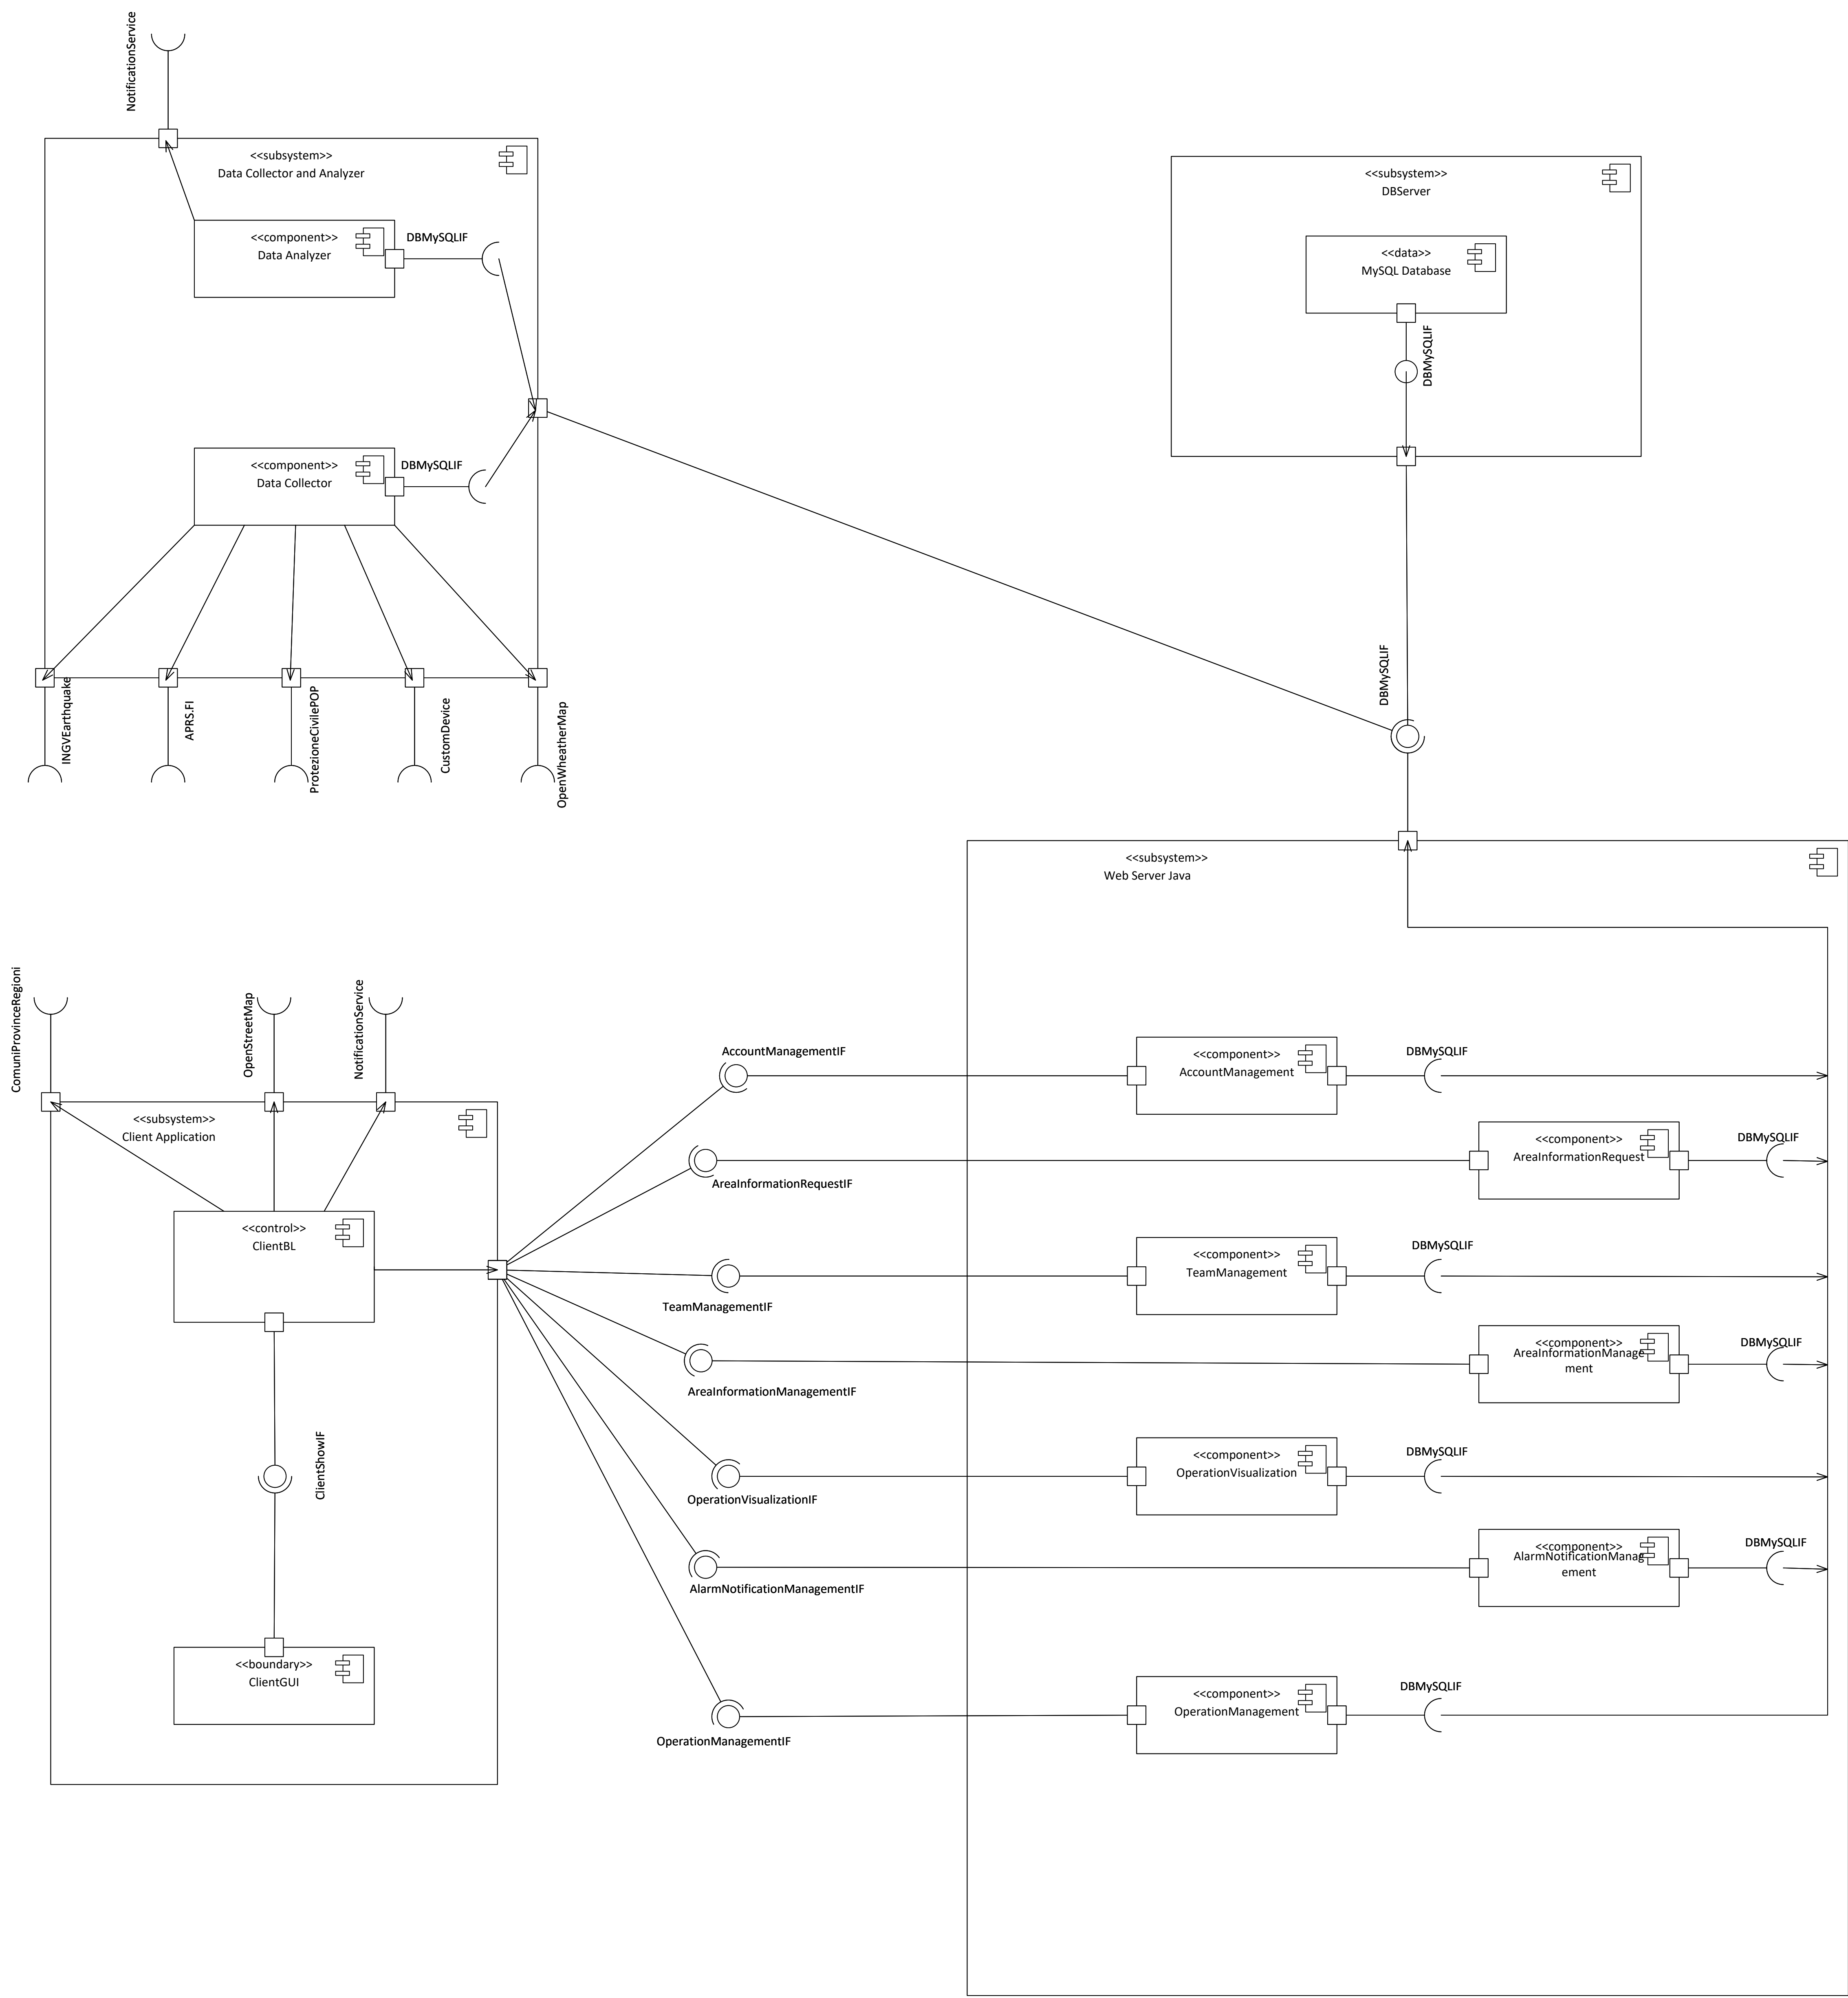 NotificationService
<<subsystem>>
Data Collector and Analyzer
<<component>>
Data Analyzer
DBMySQLIF
<<component>>
Data Collector
DBMySQLIF
INGVEarthquake
APRS.FI
ProtezioneCivilePOP
CustomDevice
OpenWheatherMap
<<subsystem>>
DBServer
<<data>>
MySQL Database
DBMySQLIF
DBMySQLIF
<<subsystem>>
Web Server Java
ComuniProvinceRegioni
OpenStreetMap
NotificationService
<<subsystem>>
Client Application
<<control>>
ClientBL
ClientShowIF
<<boundary>>
ClientGUI
AccountManagementIF
AreaInformationRequestIF
TeamManagementIF
AreaInformationManagementIF
OperationVisualizationIF
AlarmNotificationManagementIF
OperationManagementIF
<<component>>
AccountManagement
DBMySQLIF
<<component>>
AreaInformationRequest
DBMySQLIF
<<component>>
TeamManagement
DBMySQLIF
<<component>>
AreaInformationManage
ment
DBMySQLIF
<<component>>
OperationVisualization
DBMySQLIF
<<component>>
AlarmNotificationManag
ement
DBMySQLIF
<<component>>
OperationManagement
DBMySQLIF